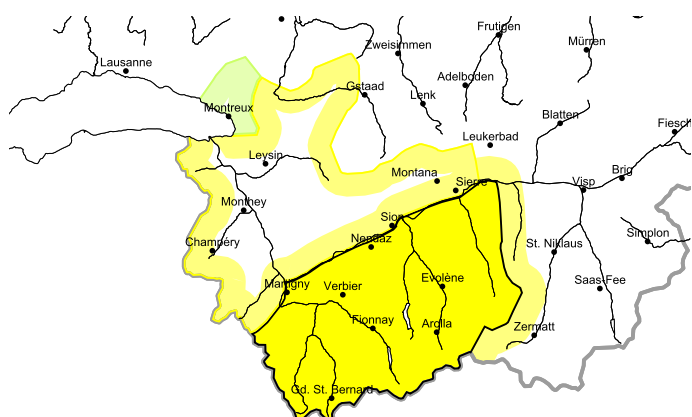 Frutigen
Zweisimmen
Mürren
Lausanne
Adelboden
Gstaad
Lenk
Montreux
Blatten
Fiesch
Leukerbad
Leysin
Montana
Sierre
Visp
Brig
Monthey
Sion
Simplon
Champéry
Nendaz
St. Niklaus
Martigny
Verbier
Evolène
Saas-Fee
Fionnay
Arolla
Zermatt
Gd. St. Bernard